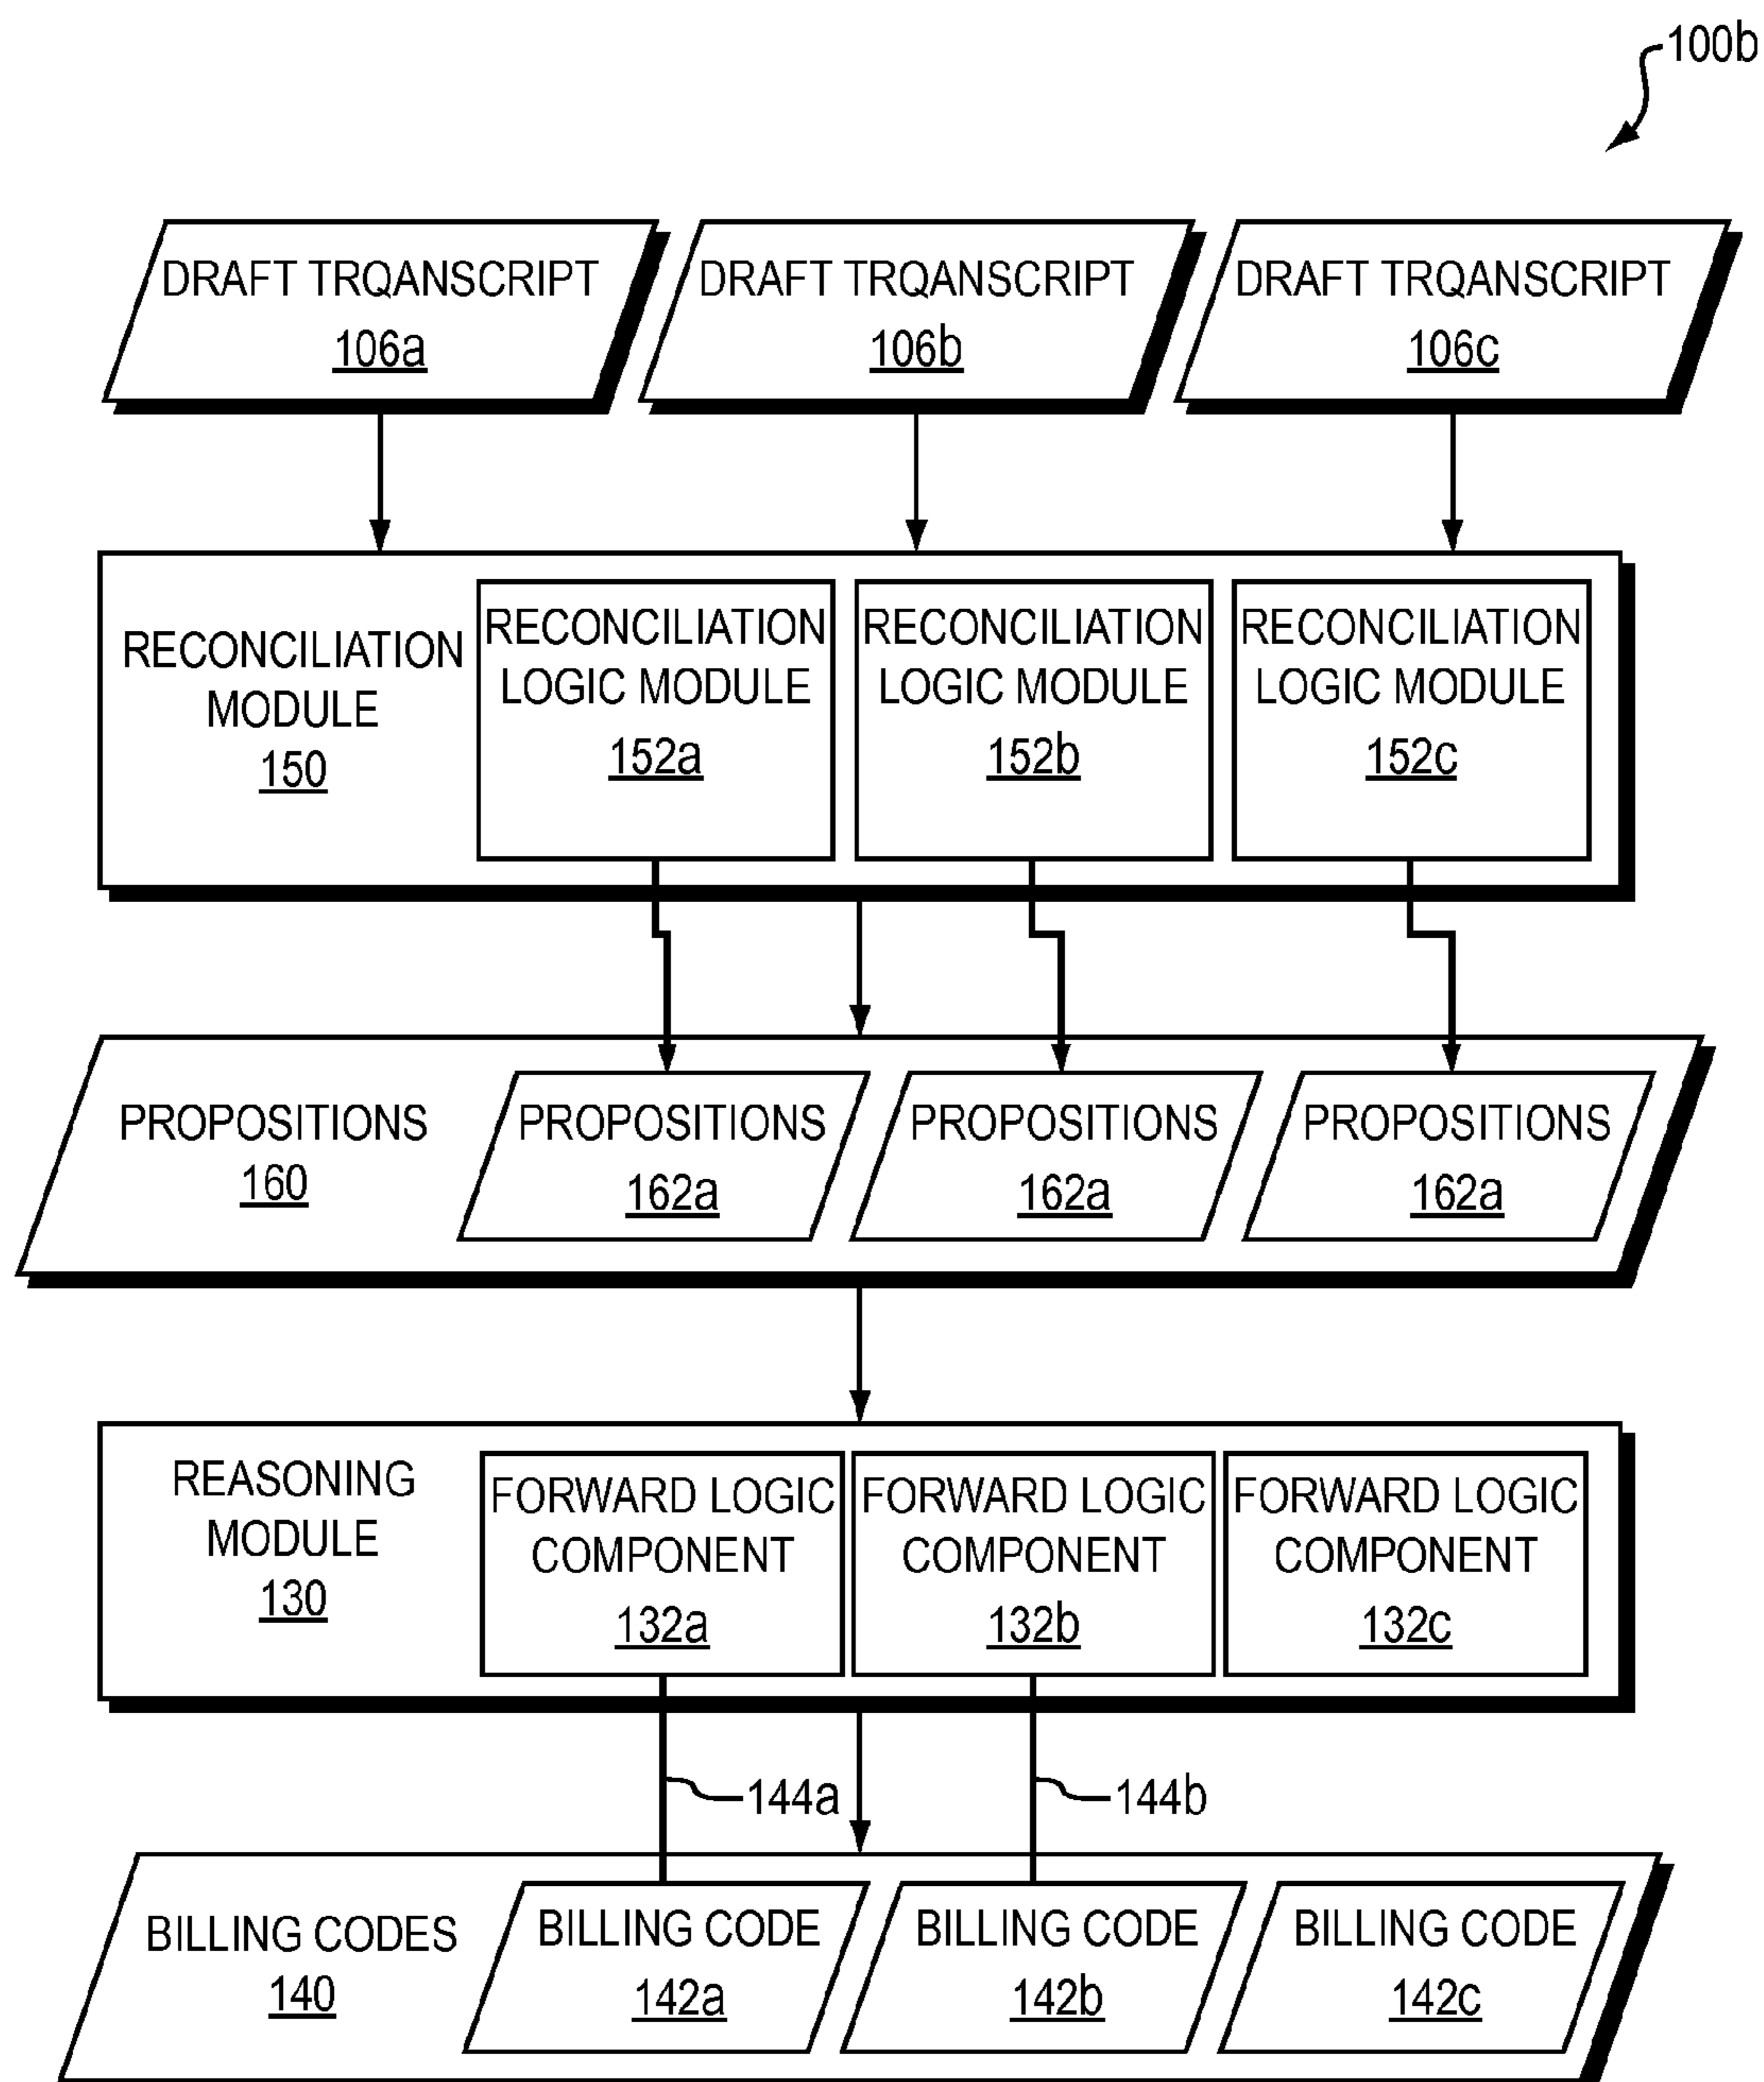 100b
DRAFT TRQANSCRIPT
106a
DRAFT TRQANSCRIPT
106b
DRAFT TRQANSCRIPT
106c
RECONCILIATION
MODULE
150
RECONCILIATION
LOGIC MODULE
152a
RECONCILIATION
LOGIC MODULE
152b
RECONCILIATION
LOGIC MODULE
152c
PROPOSITIONS
160
PROPOSITIONS
162a
PROPOSITIONS
162a
PROPOSITIONS
162a
REASONING
MODULE
130
FORWARD LOGIC
COMPONENT
132a
FORWARD LOGIC
COMPONENT
132b
FORWARD LOGIC
COMPONENT
132c
144a
144b
BILLING CODES
140
BILLING CODE
142a
BILLING CODE
142b
BILLING CODE
142c